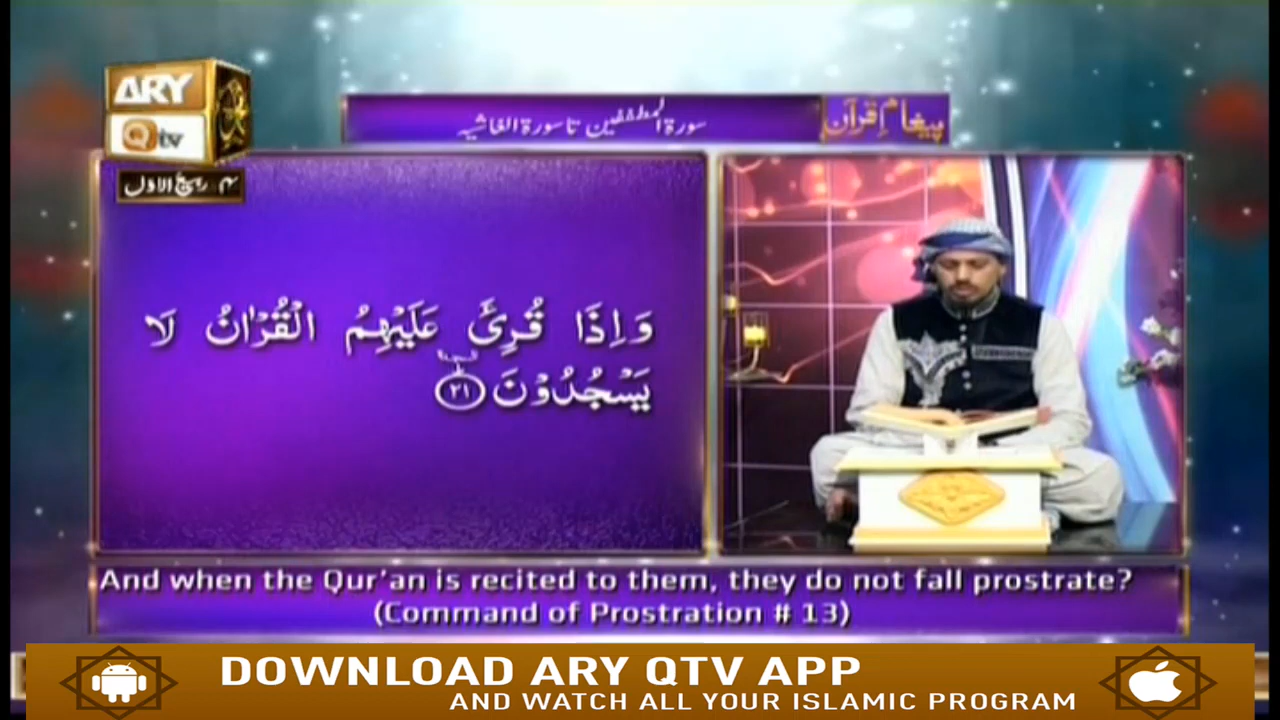 ARY
Qtv
۴ ربیع الاول
پیغامِ قرآن
سورۃ المطففین تا سورۃ الغاشیہ
وَ اِذَا قُرِئَ عَلَیْهِمُ الْقُرْاٰنُ لَا
یَسْجُدُوْنَ ﴿۲۱﴾
And when the Qur'an is recited to them, they do not fall prostrate?
(Command of Prostration # 13)
DOWNLOAD ARY QTV APP
AND WATCH ALL YOUR ISLAMIC PROGRAM